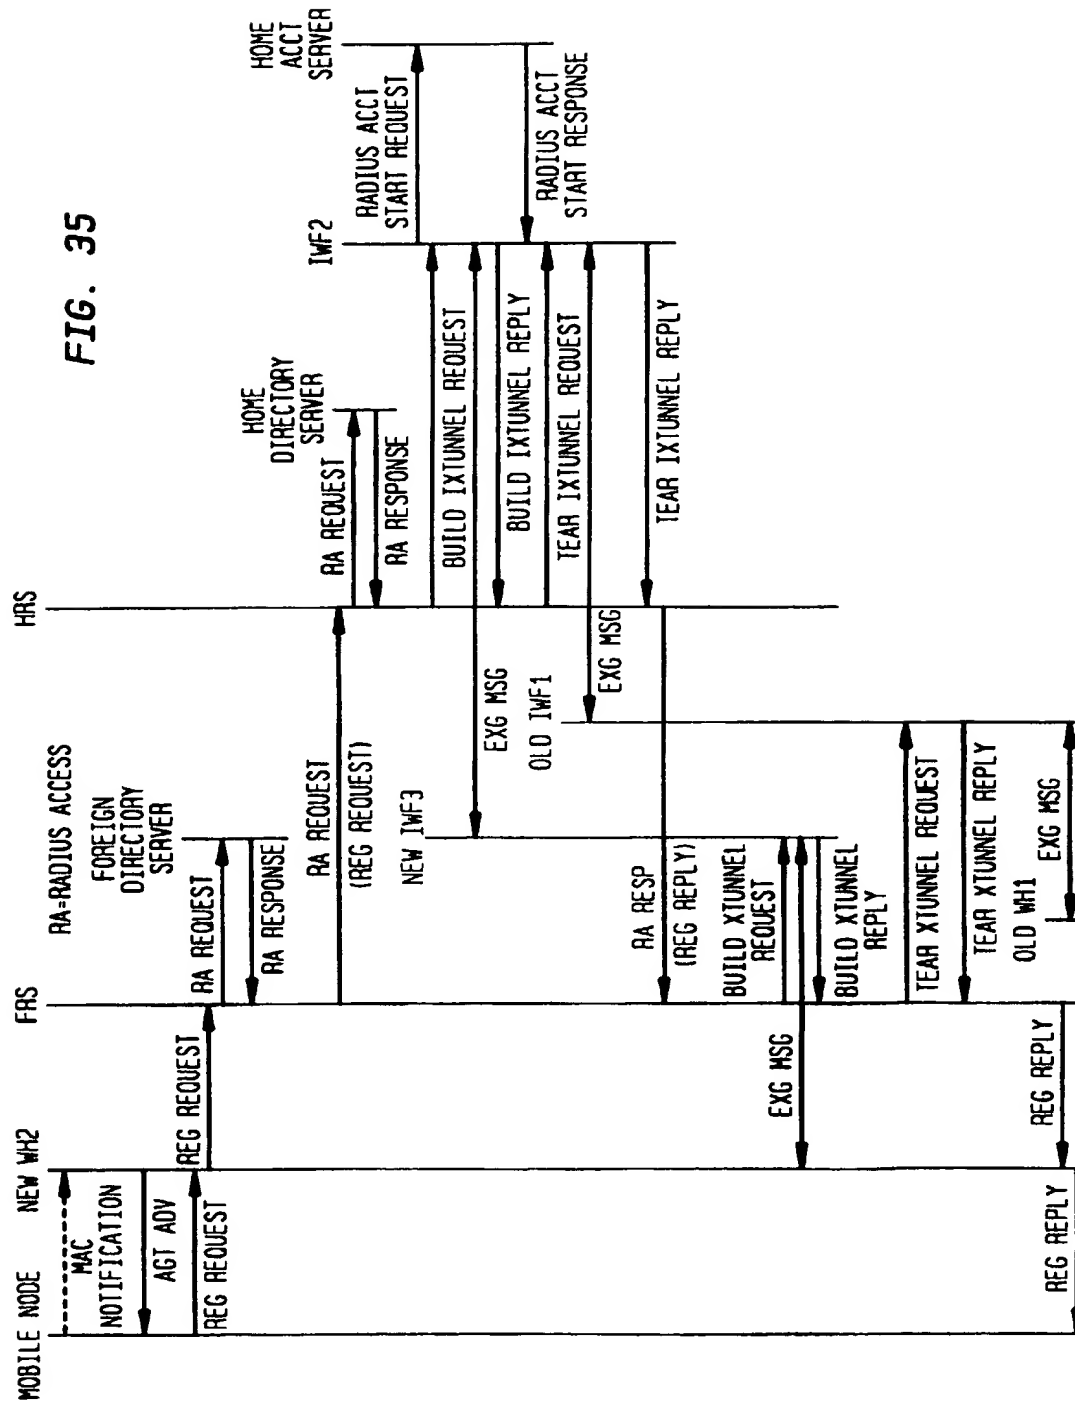 FIG. 35
MOBILE NODE
NEW WH2
FRS
HRS
RA=RADIUS ACCESS
FOREIGN
DIRECTORY
SERVER
HOME
DIRECTORY
SERVER
IWF2
HOME
ACCT
SERVER
MAC
NOTIFICATION
AGT ADV
REG REQUEST
REG REQUEST
RA REQUEST
RA RESPONSE
RA REQUEST
(REG REQUEST)
RA REQUEST
RA RESPONSE
RADIUS ACCT
START REQUEST
BUILD IXTUNNEL REQUEST
NEW IWF3
EXG MSG
BUILD IXTUNNEL REPLY
RADIUS ACCT
START RESPONSE
OLD IWF1
TEAR IXTUNNEL REQUEST
EXG MSG
TEAR IXTUNNEL REPLY
RA RESP
(REG REPLY)
BUILD XTUNNEL
REQUEST
EXG MSG
BUILD XTUNNEL
REPLY
TEAR XTUNNEL REQUEST
TEAR XTUNNEL REPLY
OLD WH1
EXG MSG
REG REPLY
REG REPLY